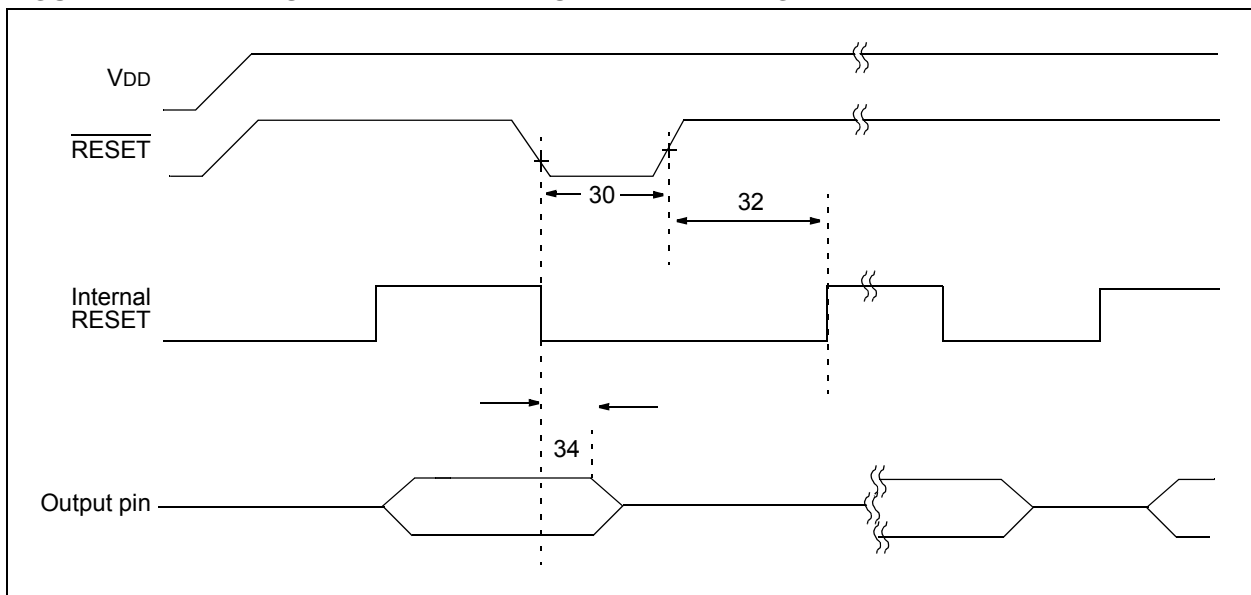 VDD
RESET
30
32
Internal
RESET
34
Output pin